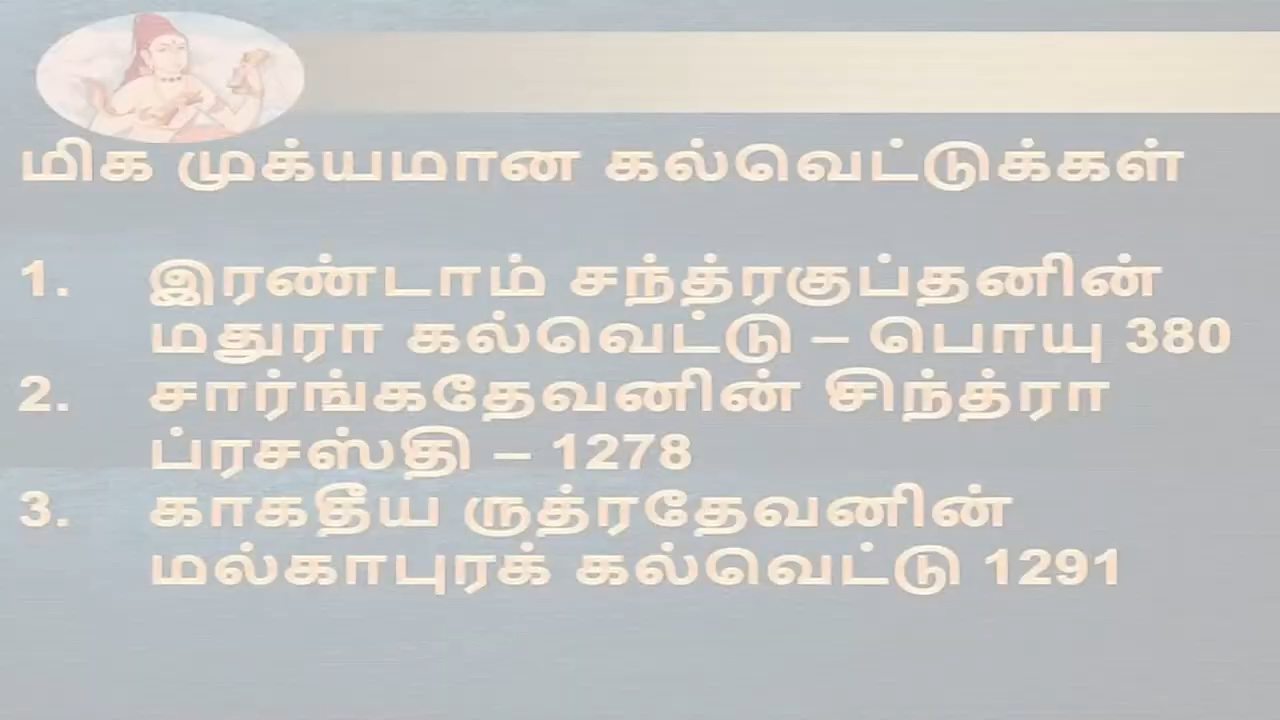 மிக முக்யமான கல்வெட்டுக்கள்
1. இரண்டாம் சந்த்ரகுப்தனின்
மதுரா கல்வெட்டு – பொயு 380
2. சார்ங்கதேவனின் சிந்த்ரா
ப்ரசஸ்தி – 1278
3. காகதீய ருத்ரதேவனின்
மல்காபுரக் கல்வெட்டு 1291